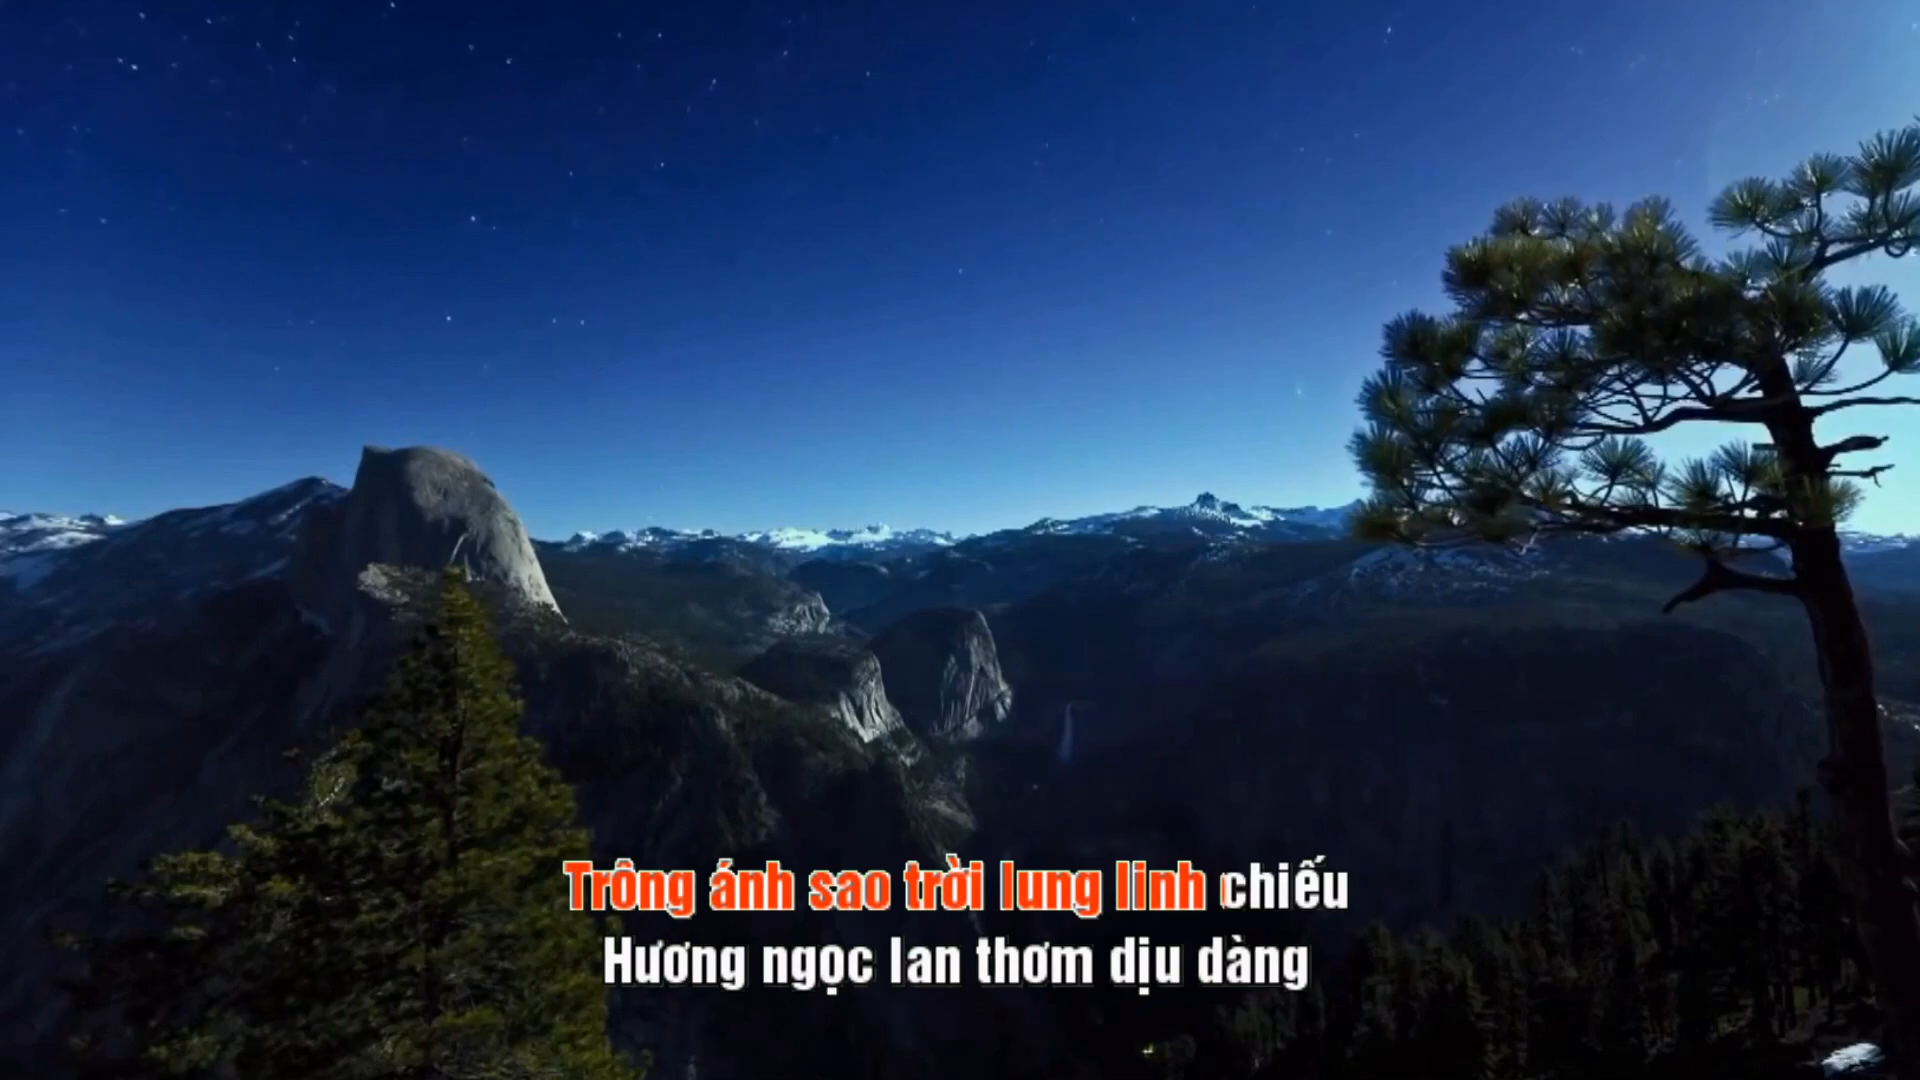 Trông ánh sao trời lung linh chiếu
Hương ngọc lan thơm dịu dàng